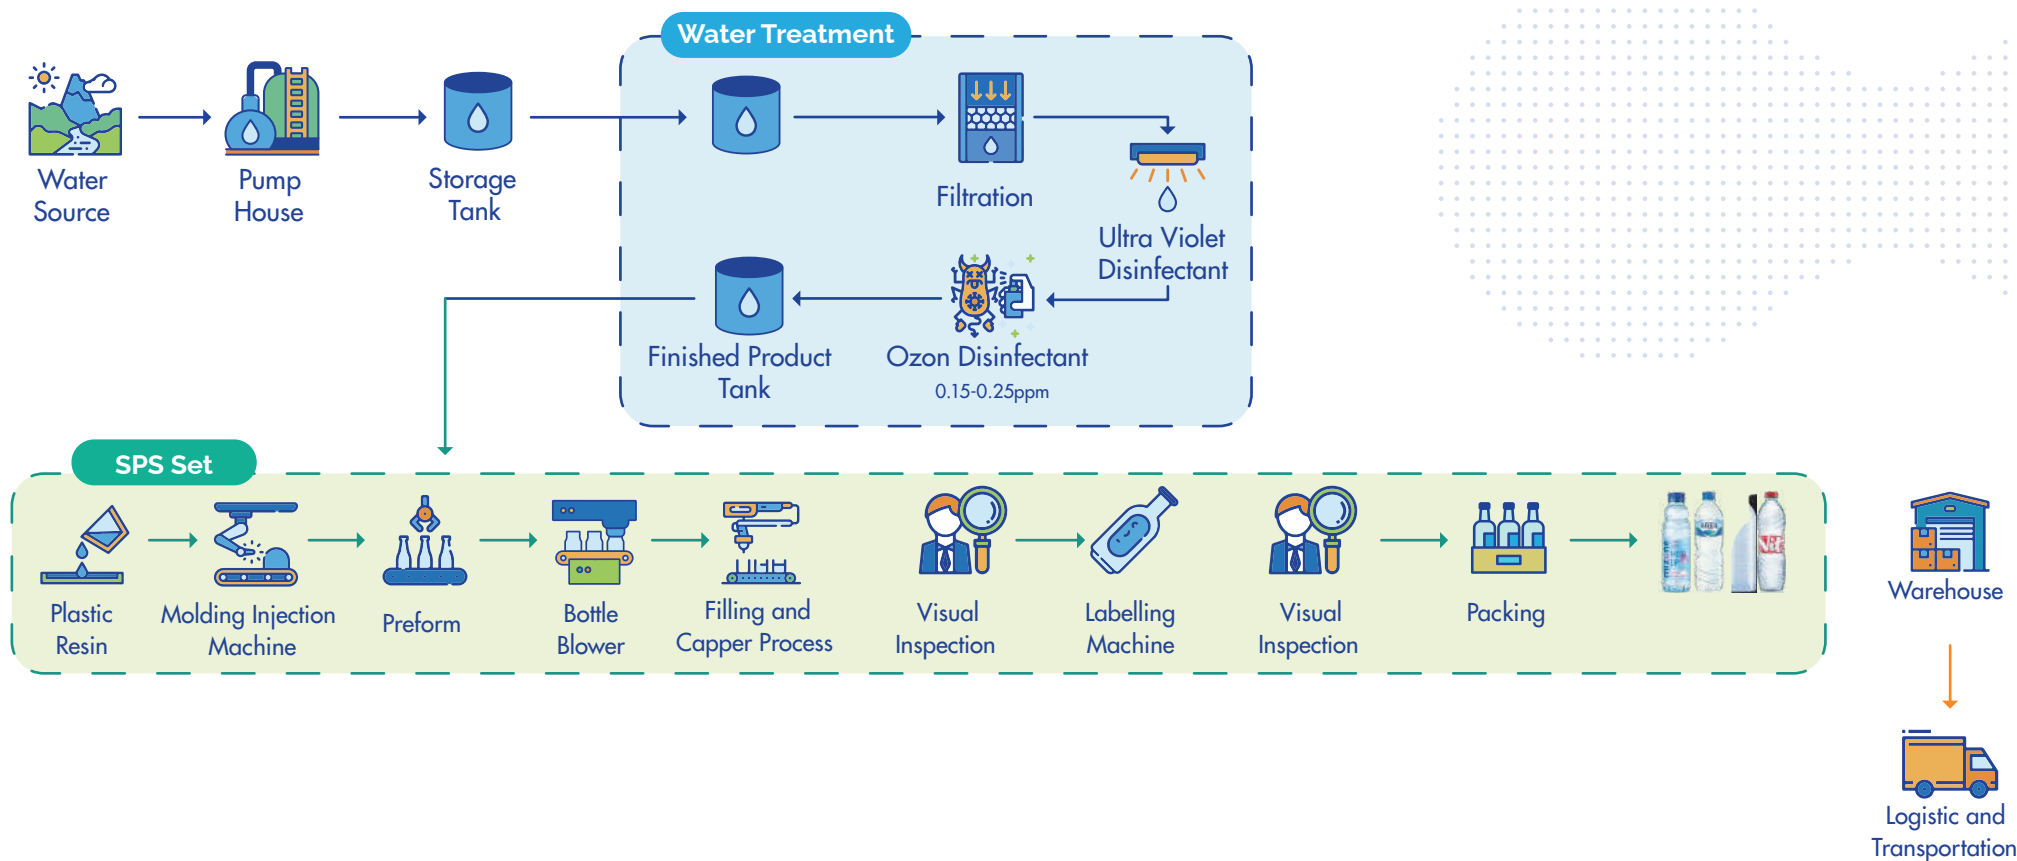 Water Treatment
Water
Source
Pump
House
Storage
Tank
Filtration
Ultra Violet
Disinfectant
Finished Product
Tank
Ozon Disinfectant
0.15-0.25ppm
SPS Set
Plastic
Resin
Molding Injection
Machine
Preform
Bottle
Blower
Filling and
Capper Process
Visual
Inspection
Labelling
Machine
Visual
Inspection
Packing
Warehouse
Logistic and
Transportation